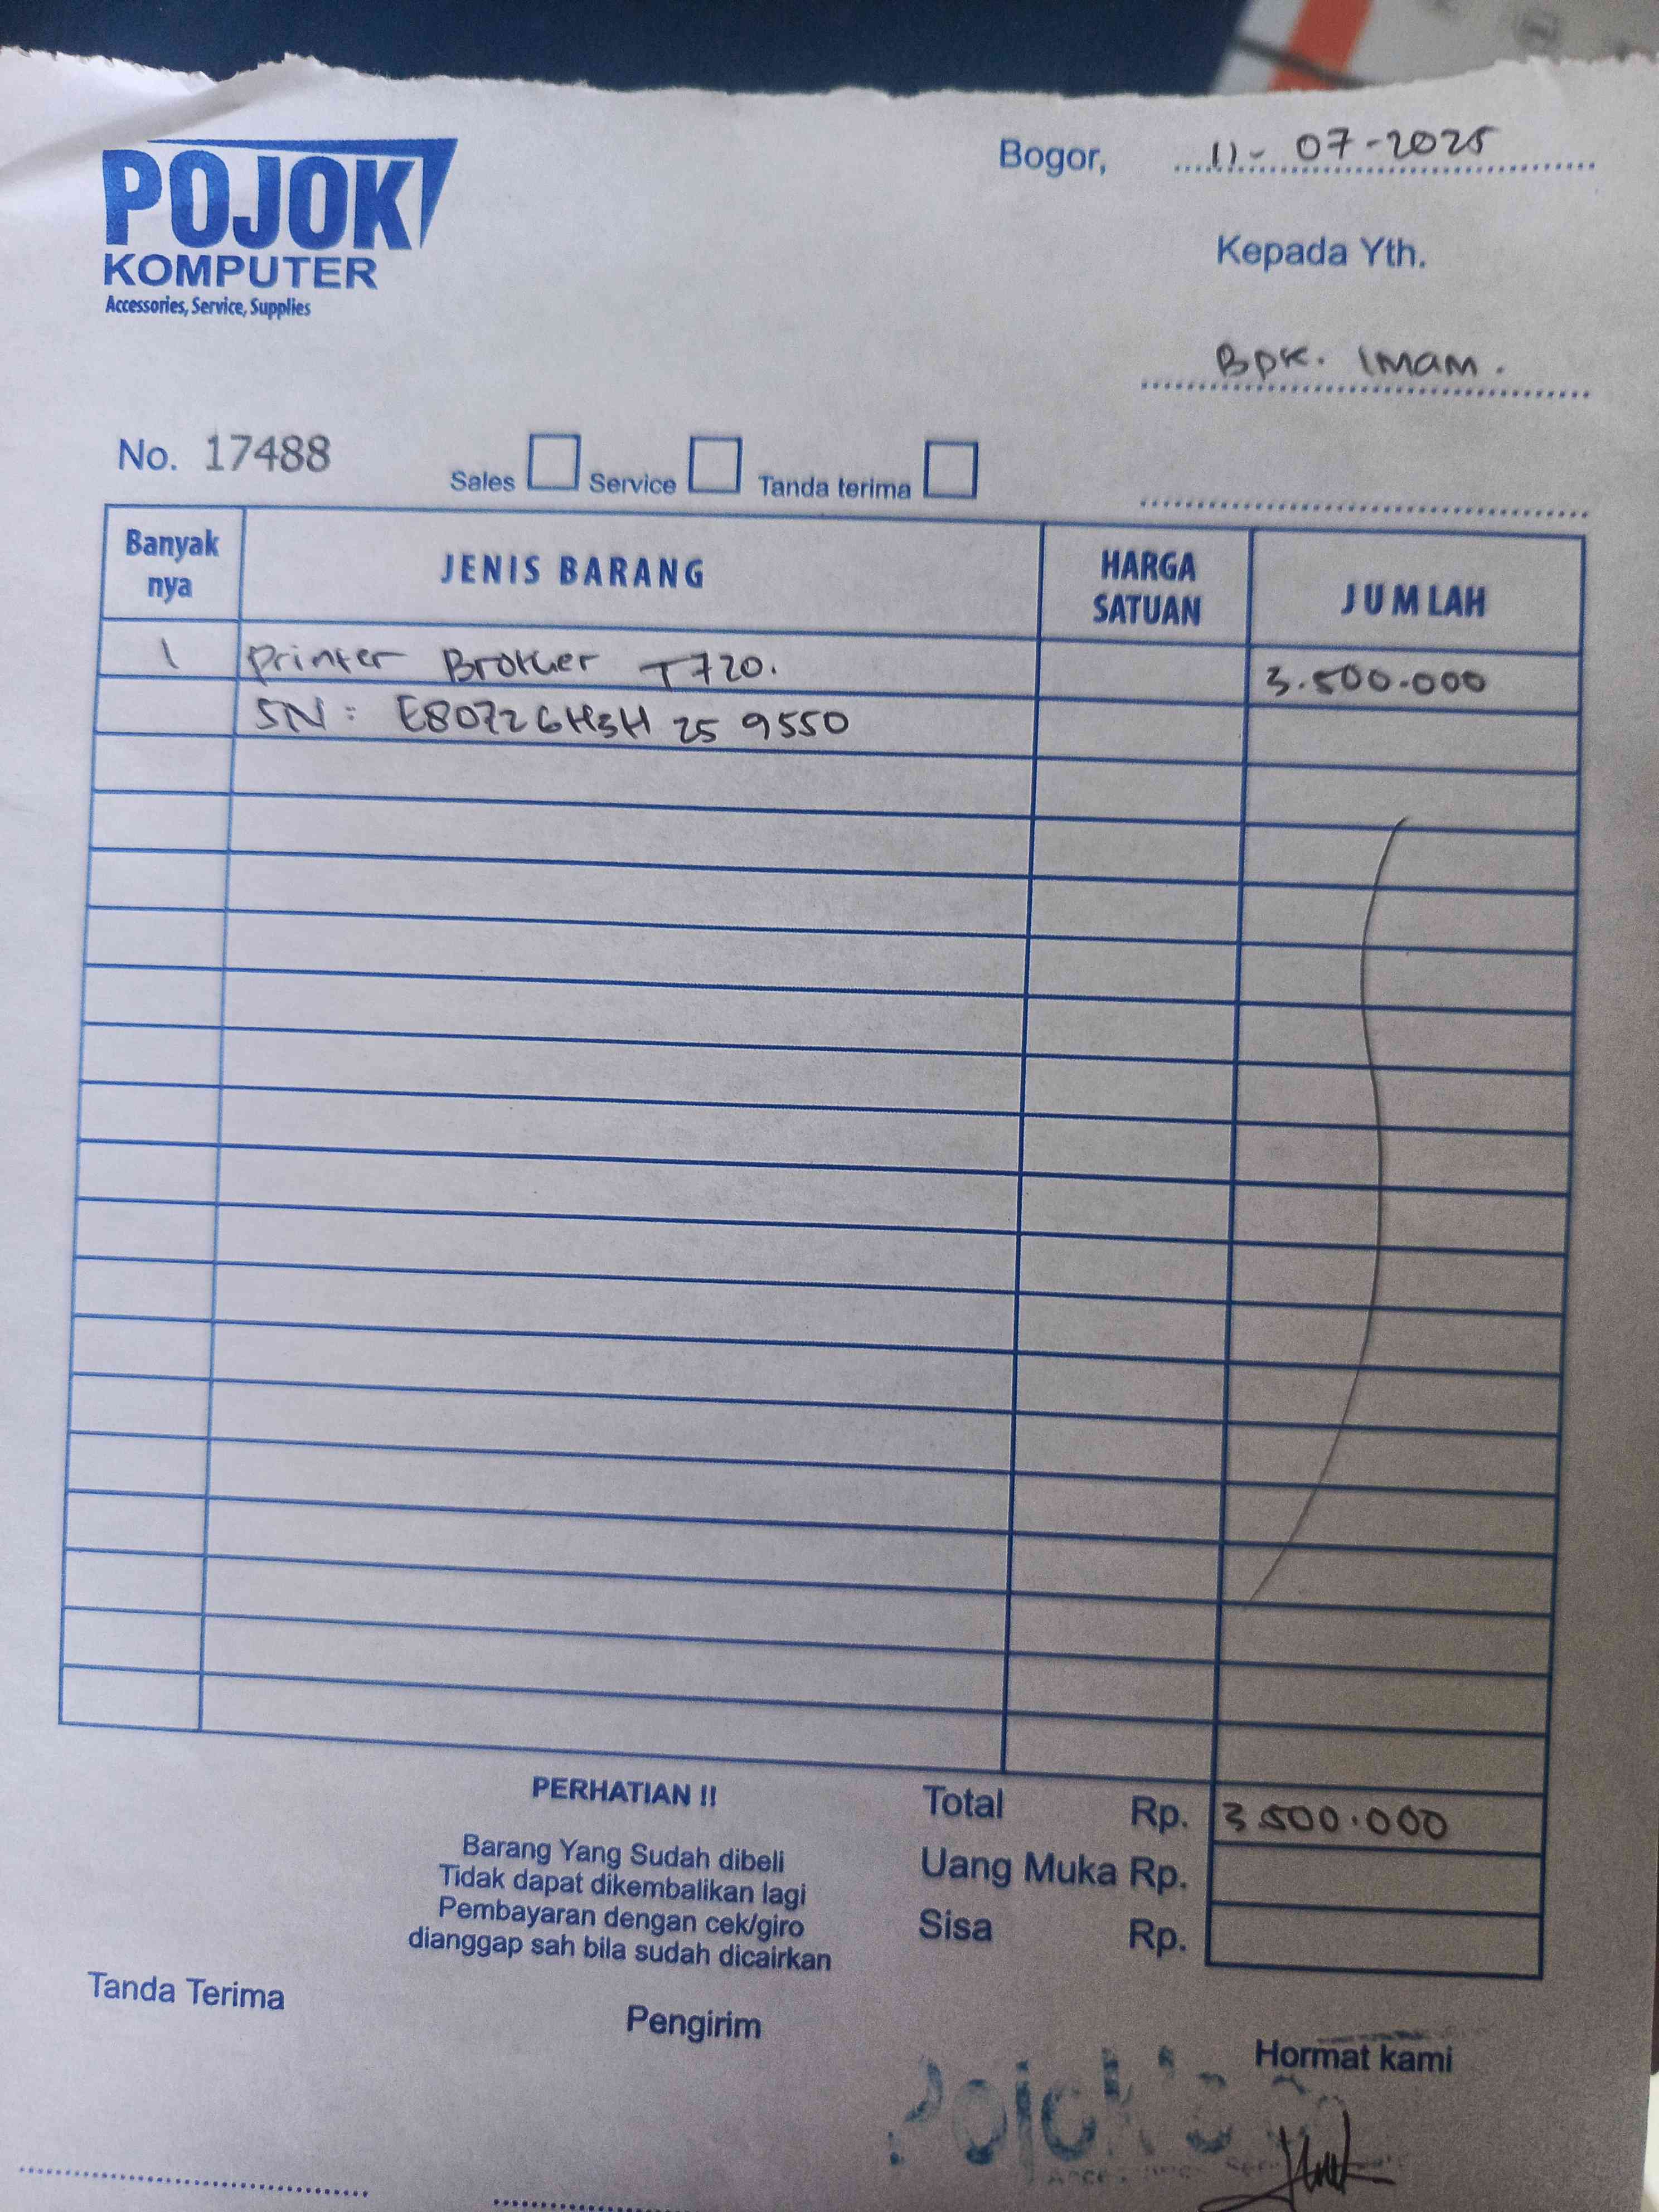 POJOK
KOMPUTER
Accessories, Service, Supplies
Bogor, 11-07-2025
Kepada Yth.
Bpk. Imam.
No. 17488 Sales Service Tanda terima
Banyak nya JENIS BARANG HARGA SATUAN JUMLAH
1 Printer Brother T720. 3.500.000
SN: E80726H5H 25 9550
PERHATIAN !!
Barang Yang Sudah dibeli
Tidak dapat dikembalikan lagi
Pembayaran dengan cek/giro
dianggap sah bila sudah dicairkan
Total Rp. 3.500.000
Uang Muka Rp.
Sisa Rp.
Tanda Terima Pengirim Hormat kami
Pojok